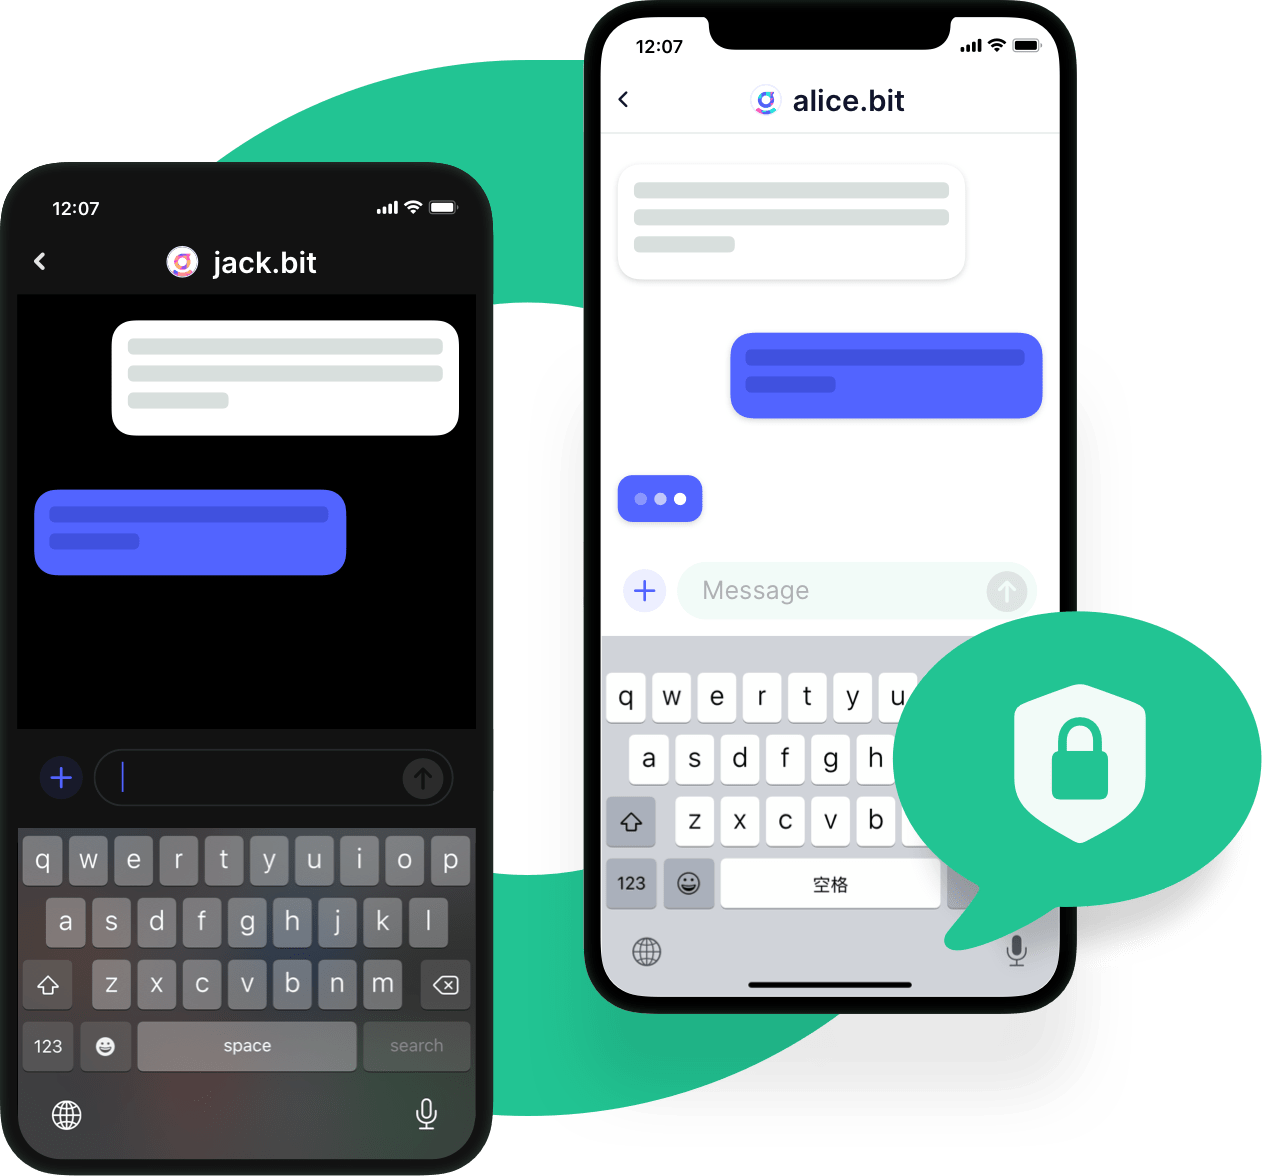 12:07
jack.bit
q w e r t y u i o p
a s d f g h j k l
z x c v b n m
123 space search
12:07
alice.bit
Message
q w e r t y u
a s d f g h
z x c v b
123 空格